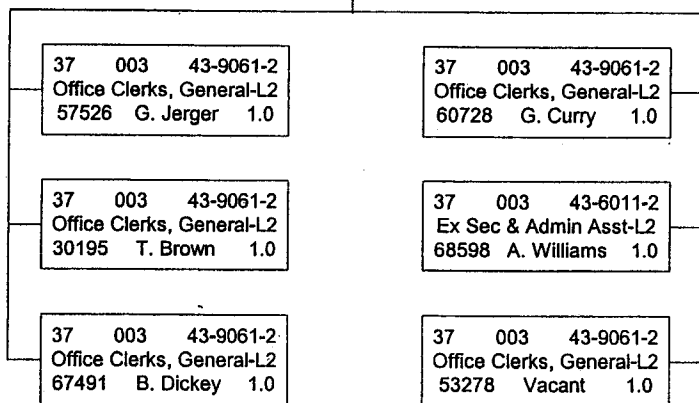 37 003 43-9061-2
Office Clerks, General-L2
57526 G. Jerger 1.0
37 003 43-9061-2
Office Clerks, General-L2
30195 T. Brown 1.0
37 003 43-9061-2
Office Clerks, General-L2
67491 B. Dickey 1.0
37 003 43-9061-2
Office Clerks, General-L2
60728 G. Curry 1.0
37 003 43-6011-2
Ex Sec & Admin Asst-L2
68598 A. Williams 1.0
37 003 43-9061-2
Office Clerks, General-L2
53278 Vacant 1.0